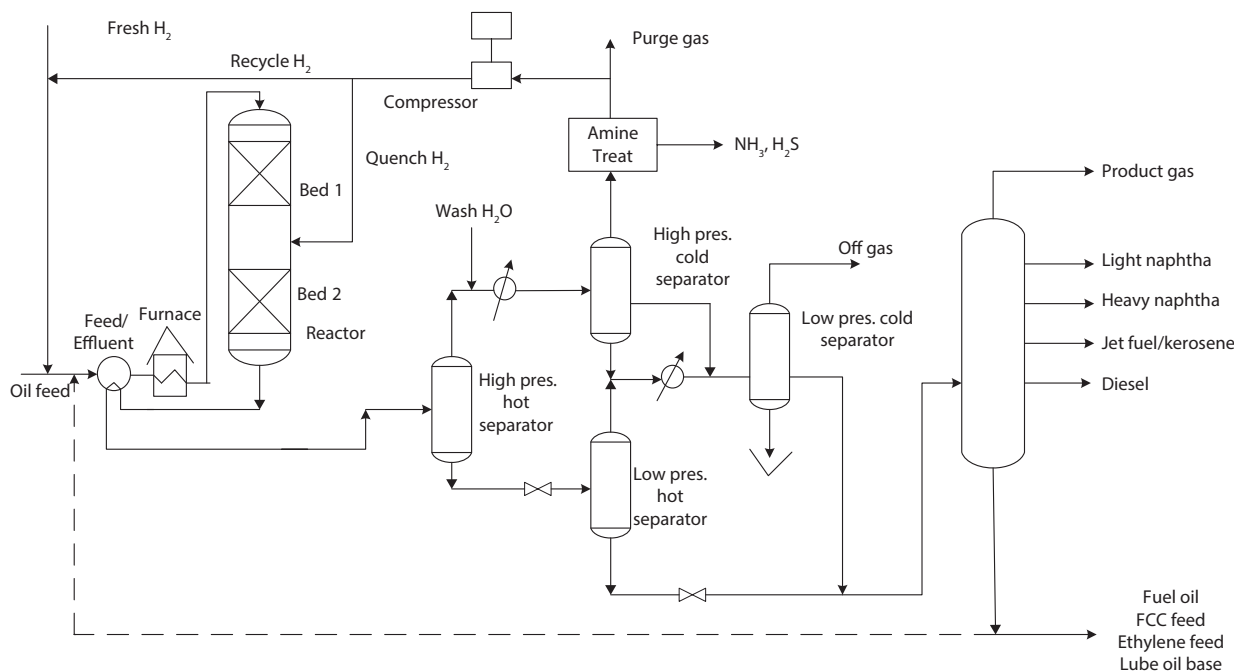 Fresh H₂
Recycle H₂
Compressor
Purge gas
Amine
Treat
NH₃, H₂S
Quench H₂
Bed 1
Bed 2
Reactor
Wash H₂O
High pres.
cold
separator
Off gas
Low pres. cold
separator
Product gas
Light naphtha
Heavy naphtha
Jet fuel/kerosene
Diesel
Feed/
Effluent
Furnace
Oil feed
High pres.
hot
separator
Low pres.
hot
separator
Fuel oil
FCC feed
Ethylene feed
Lube oil base